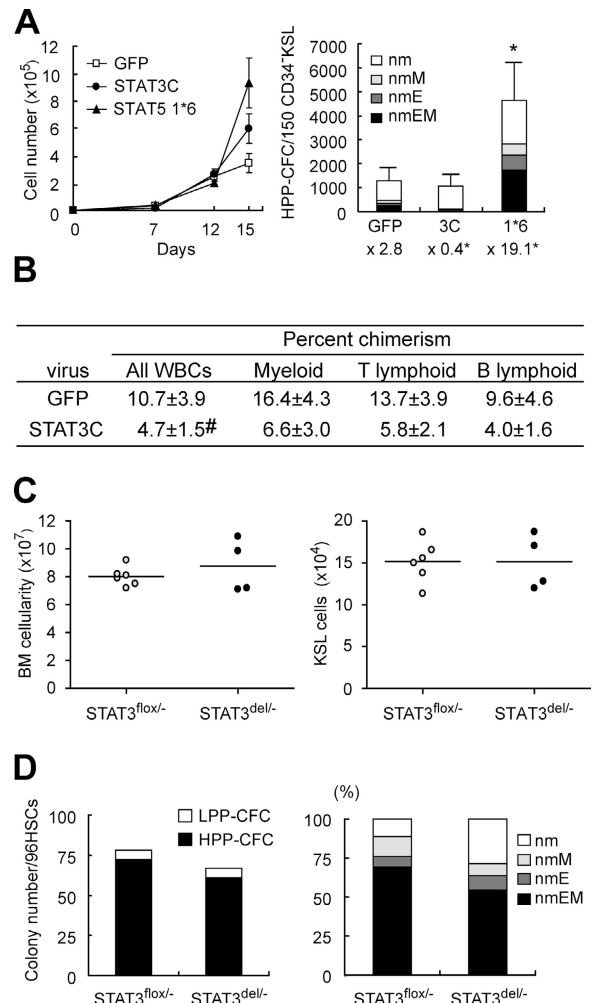 A
Cell number (x10⁵)
12
10
8
6
4
2
0
GFP
STAT3C
STAT5 1*6
0 7 12 15
Days
HPP-CFC/150 CD34⁻KSL
7000
6000
5000
4000
3000
2000
1000
0
nm
nmM
nmE
nmEM
*
GFP 3C 1*6
x 2.8 x 0.4* x 19.1*
B
Percent chimerism
virus All WBCs Myeloid T lymphoid B lymphoid
GFP 10.7±3.9 16.4±4.3 13.7±3.9 9.6±4.6
STAT3C 4.7±1.5# 6.6±3.0 5.8±2.1 4.0±1.6
C
BM cellularity (x10⁷)
12
10
8
6
4
2
0
STAT3flox/- STAT3del/-
KSL cells (x10⁴)
20
15
10
5
0
STAT3flox/- STAT3del/-
D
Colony number/96HSCs
100
75
50
25
0
LPP-CFC
HPP-CFC
STAT3flox/- STAT3del/-
(%)
100
75
50
25
0
nm
nmM
nmE
nmEM
STAT3flox/- STAT3del/-